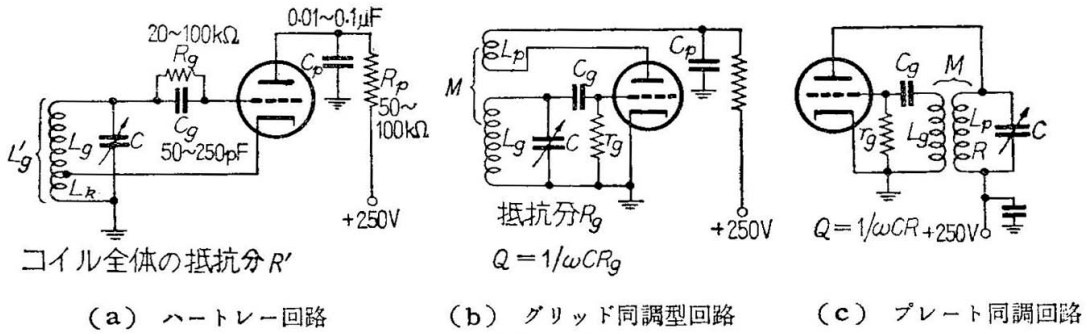 0.01~0.1μF
20~100kΩ
Rg
Cp
Rp
50~
100kΩ
Cg
50~250pF
L'g
Lg
C
Lk
+250V
コイル全体の抵抗分R'
(a) ハートレー回路
Lp
Cp
M
Cg
Lg
C
rg
抵抗分Rg
+250V
Q=1/ωCRg
(b) グリッド同調型回路
Cg
M
rg
Lg
Lp
R
C
Q=1/ωCR
+250V
(c) プレート同調回路